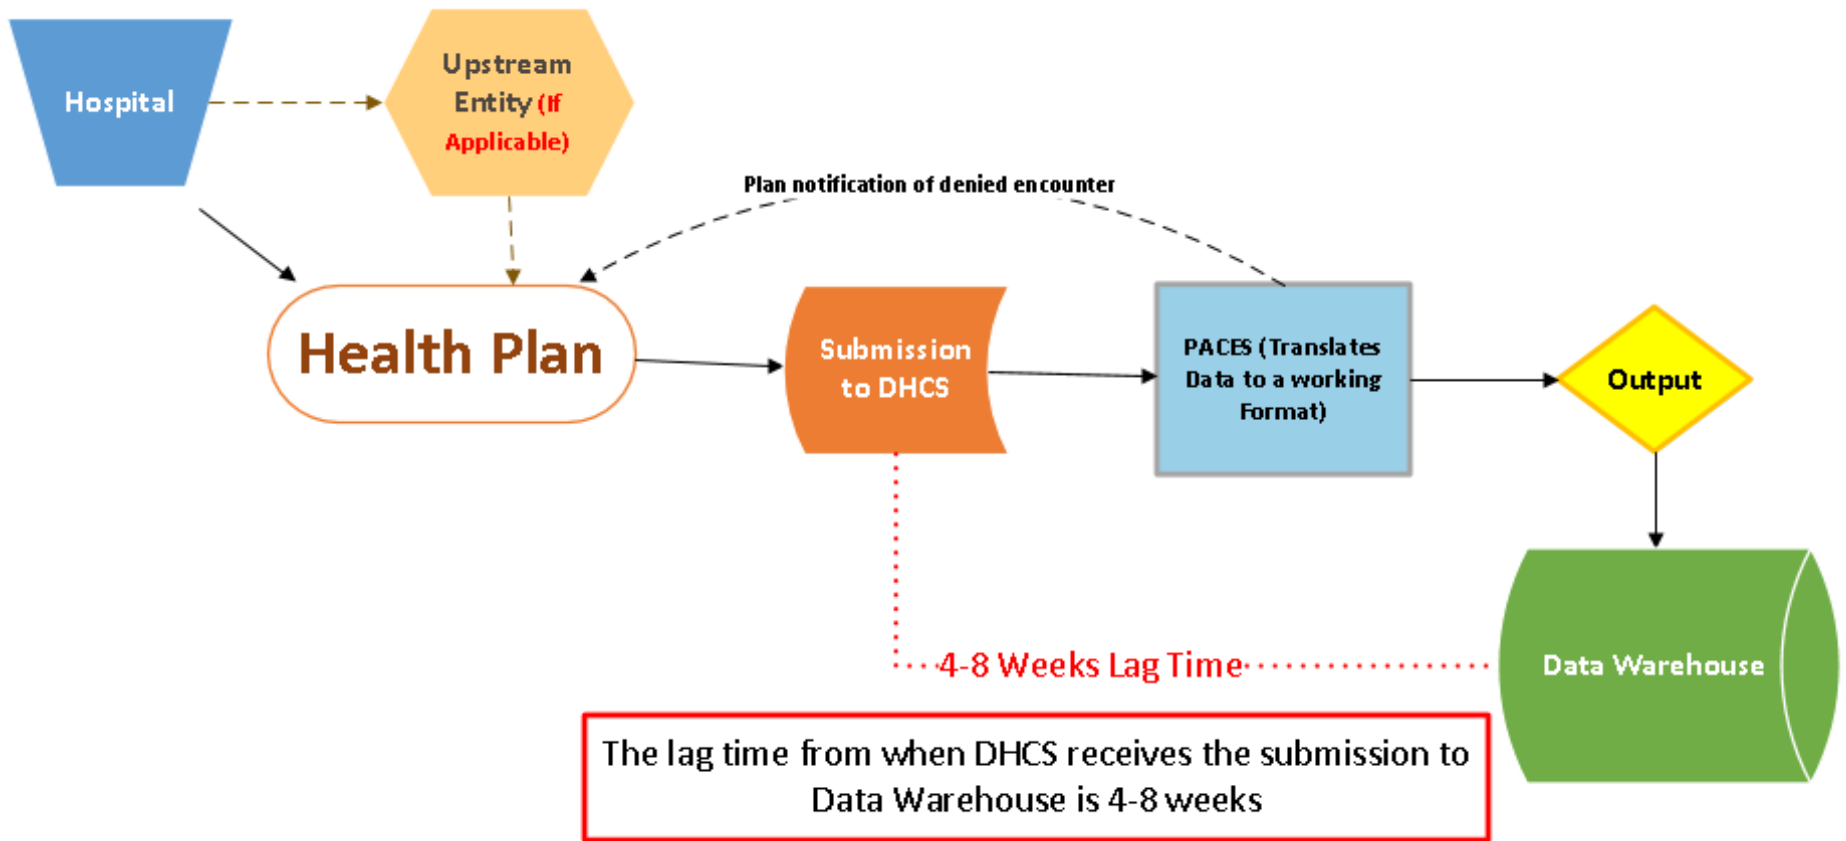 Hospital
Upstream
Entity (If
Applicable)
Plan notification of denied encounter
Health Plan
Submission
to DHCS
PACES (Translates
Data to a working
Format)
Output
4-8 Weeks Lag Time
Data Warehouse
The lag time from when DHCS receives the submission to
Data Warehouse is 4-8 weeks